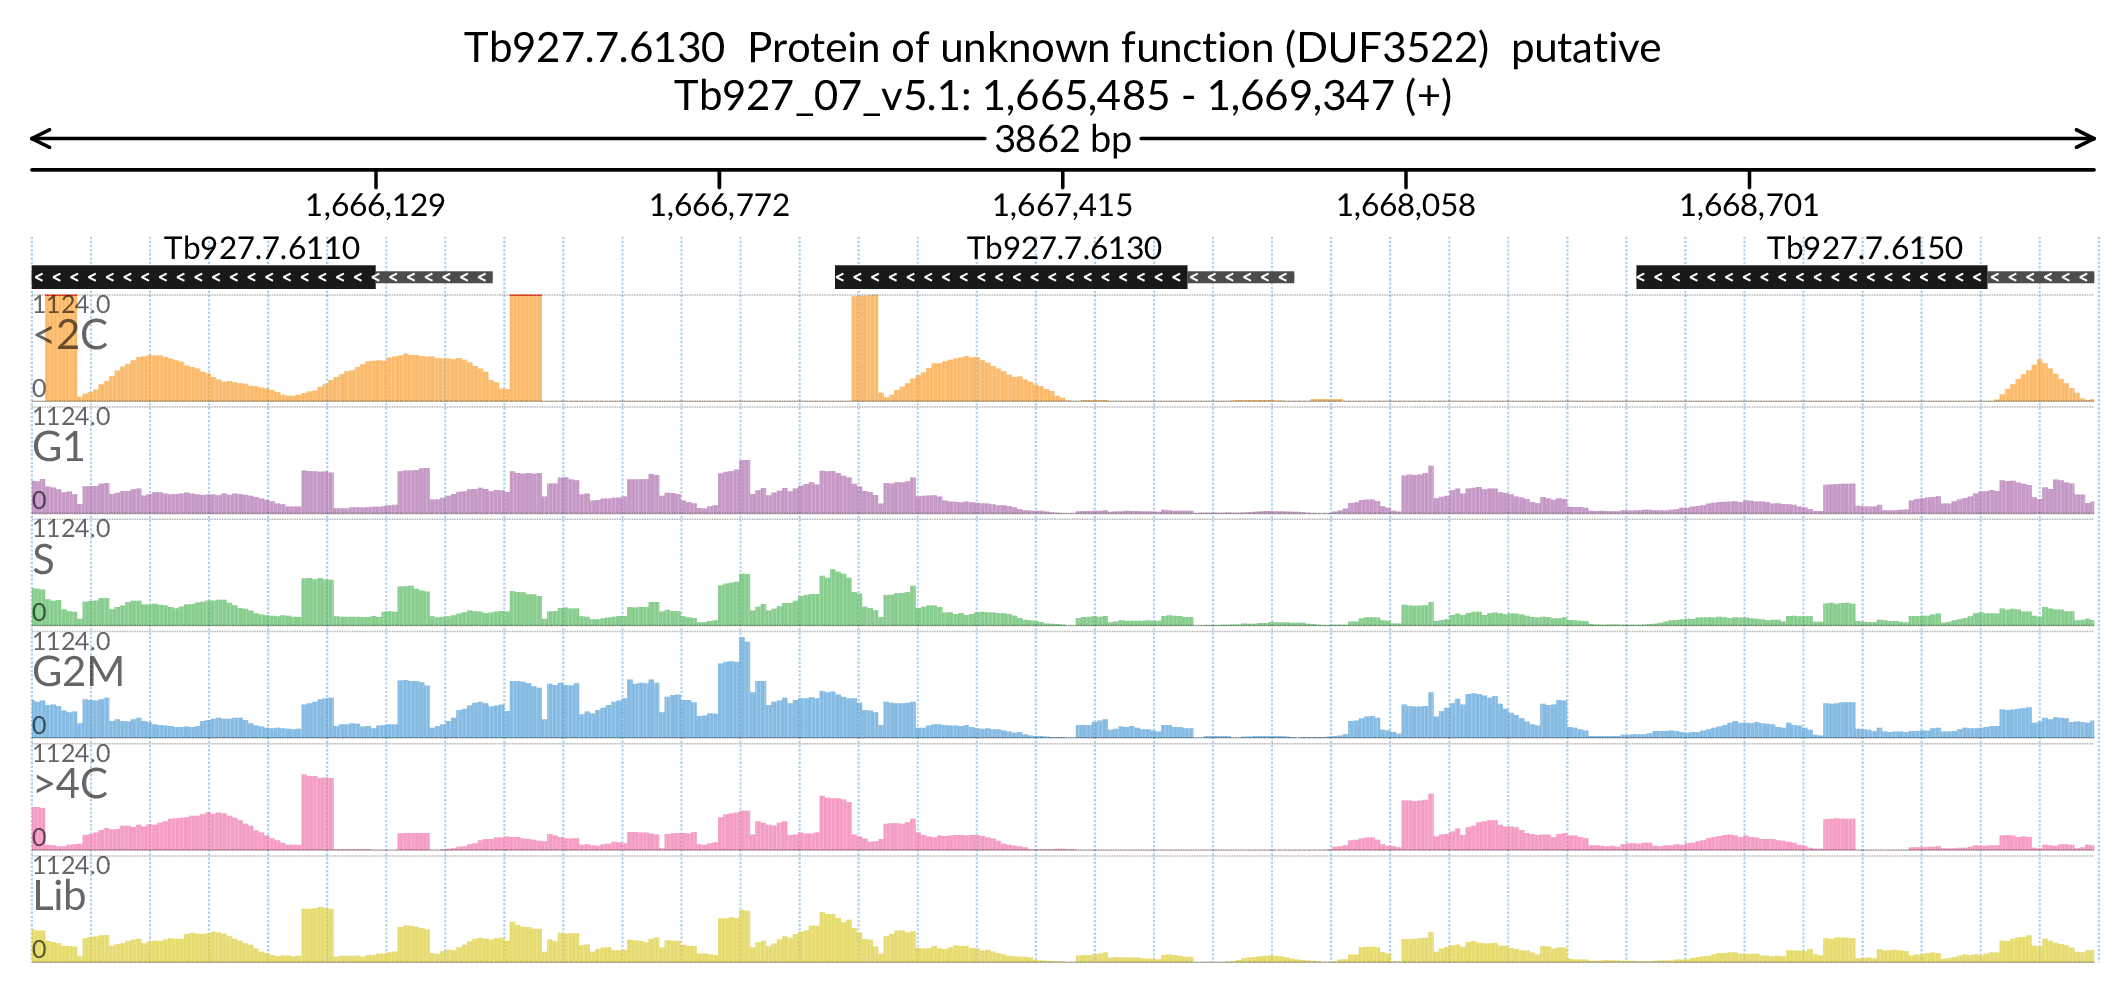 Tb927.7.6130 Protein of unknown function (DUF3522) putative
Tb927_07_v5.1: 1,665,485 - 1,669,347 (+)
3862 bp
1,666,129 1,666,772 1,667,415 1,668,058 1,668,701
Tb927.7.6110 Tb927.7.6130 Tb927.7.6150
1124.0
<2C
0
1124.0
G1
0
1124.0
S
0
1124.0
G2M
0
1124.0
>4C
0
1124.0
Lib
0